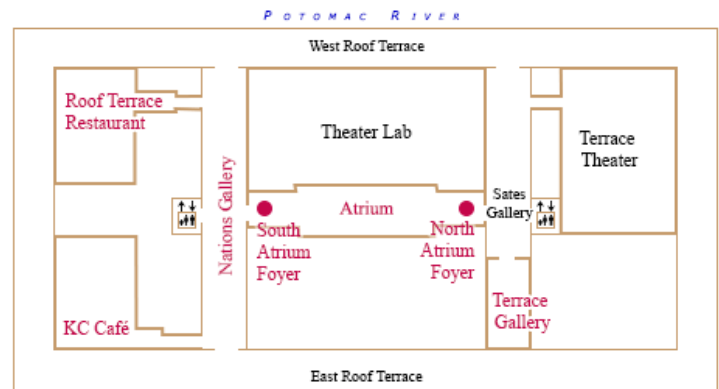 POTOMAC RIVER
West Roof Terrace
Roof Terrace
Restaurant
Theater Lab
Terrace
Theater
Nations Gallery
Sates
Gallery
Atrium
South
Atrium
Foyer
North
Atrium
Foyer
Terrace
Gallery
KC Café
East Roof Terrace